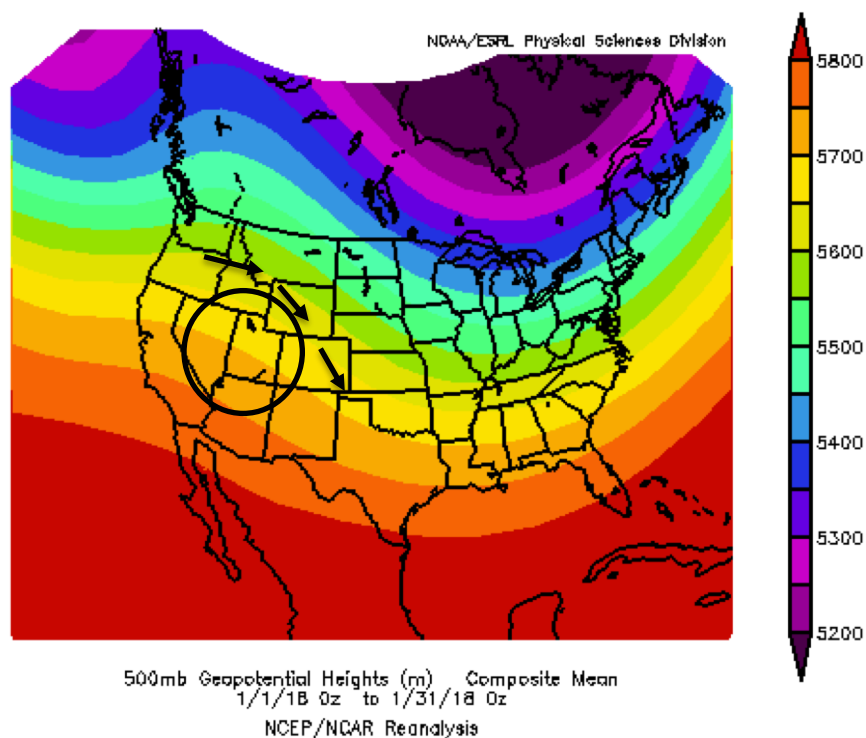 NOAA/ESRL Physical Sciences Division
5800
5700
5600
5500
5400
5300
5200
500mb Geopotential Heights (m) Composite Mean
1/1/18 0z to 1/31/18 0z
NCEP/NCAR Reanalysis